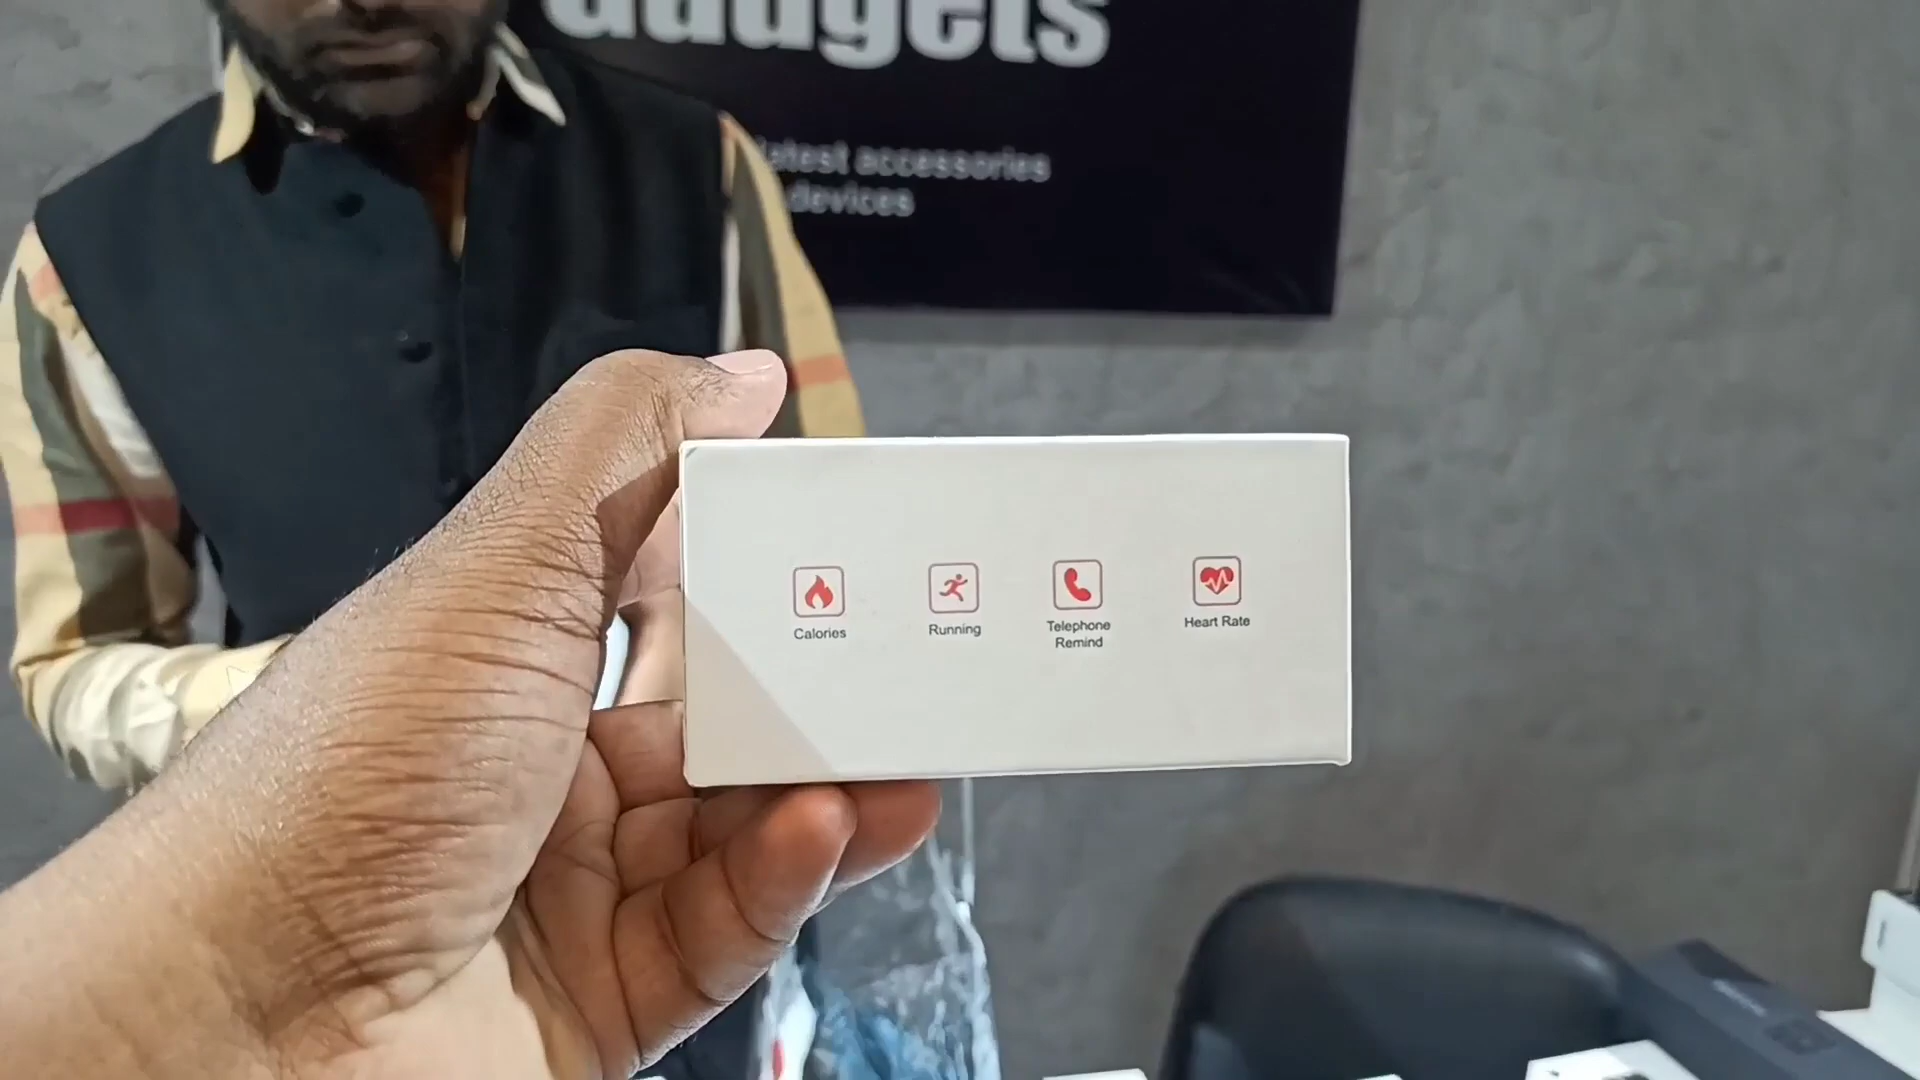 Gadgets
latest accessories
devices
Calories
Running
Telephone
Remind
Heart Rate